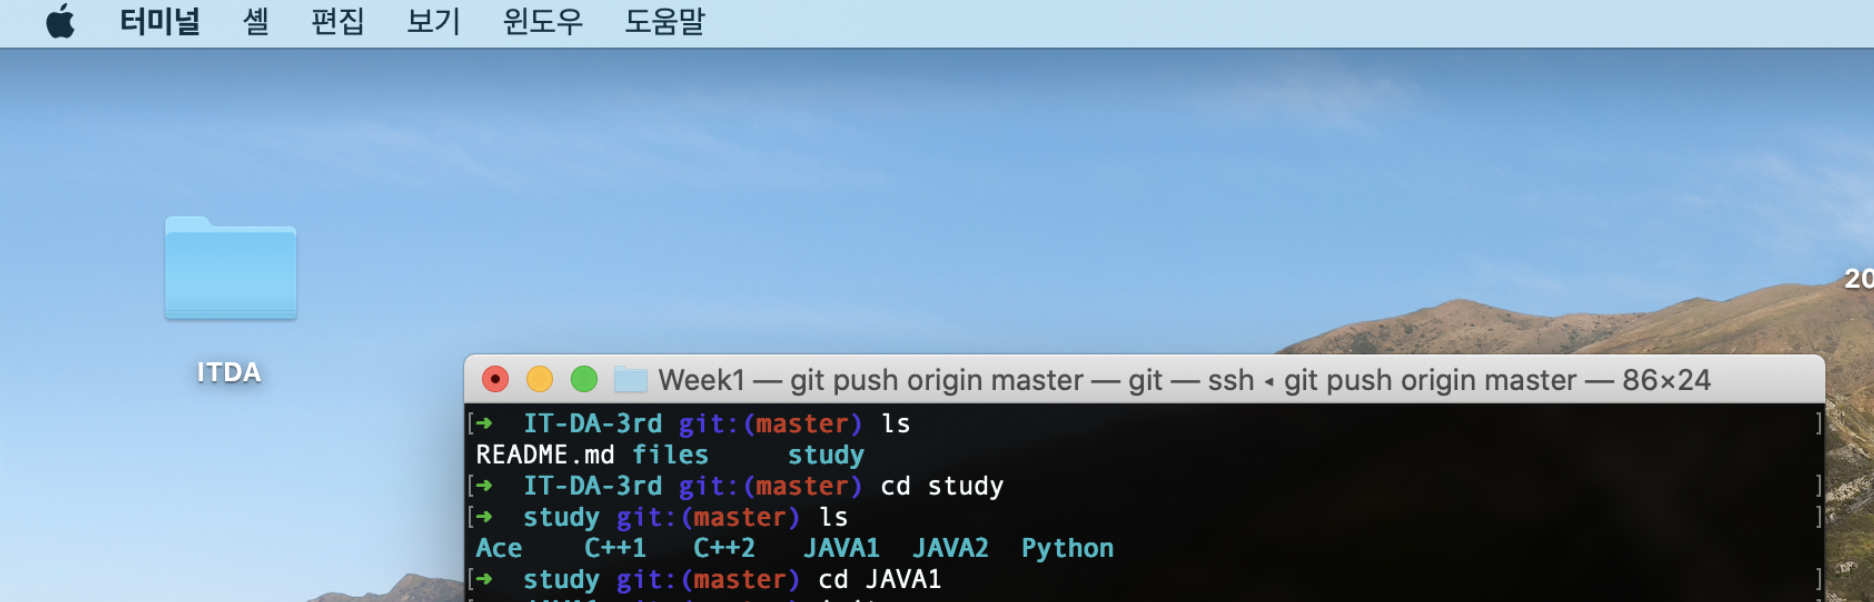 터미널 셸 편집 보기 윈도우 도움말
ITDA
20
Week1 — git push origin master — git — ssh ◂ git push origin master — 86×24
[➜  IT-DA-3rd git:(master) ls ]
README.md files     study
[➜  IT-DA-3rd git:(master) cd study ]
[➜  study git:(master) ls ]
Ace    C++1   C++2   JAVA1  JAVA2  Python
[➜  study git:(master) cd JAVA1 ]